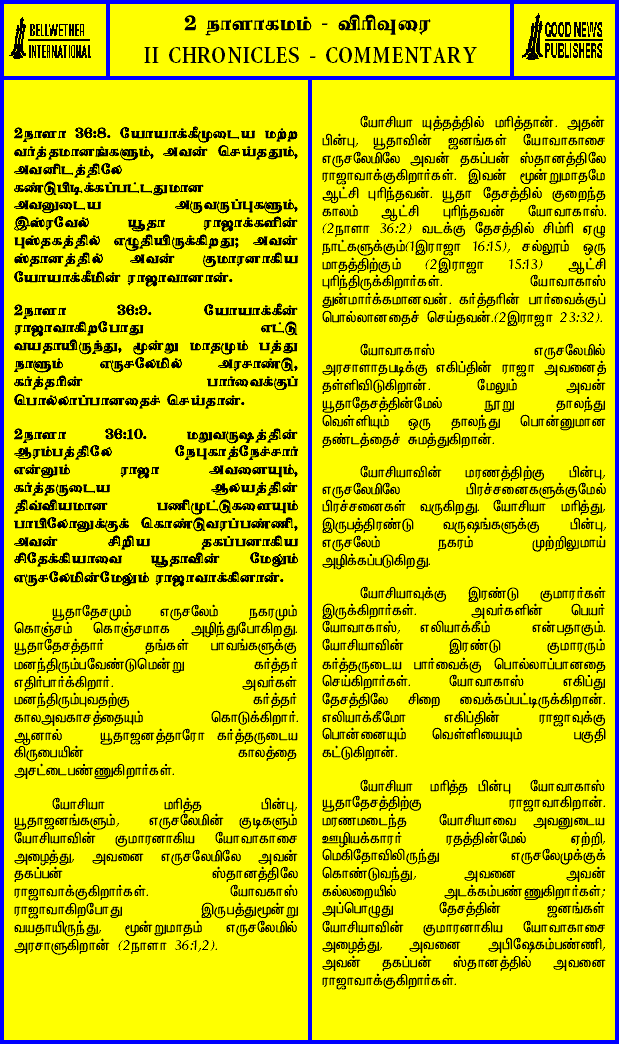 BELLWETHER
INTERNATIONAL
2 நாளாகமம் - விரிவுரை
II CHRONICLES - COMMENTARY
GOOD NEWS
PUBLISHERS
2நாளா 36:8. யோயாக்கீமுடைய மற்ற
வர்த்தமானங்களும், அவன் செய்ததும்,
அவனிடத்திலே
கண்டுபிடிக்கப்பட்டதுமான
அவனுடைய அருவருப்புகளும்,
இஸ்ரவேல் யூதா ராஜாக்களின்
புஸ்தகத்தில் எழுதியிருக்கிறது; அவன்
ஸ்தானத்தில் அவன் குமாரனாகிய
யோயாக்கீமின் ராஜாவானான்.
2நாளா 36:9. யோயாக்கீன்
ராஜாவாகிறபோது எட்டு
வயதாயிருந்து, மூன்று மாதமும் பத்து
நாளும் எருசலேமில் அரசாண்டு,
கர்த்தரின் பார்வைக்குப்
பொல்லாப்பானதைச் செய்தான்.
2நாளா 36:10. மறுவருஷத்தின்
ஆரம்பத்திலே நேபுகாத்நேச்சார்
என்னும் ராஜா அவனையும்,
கர்த்தருடைய ஆலயத்தின்
திவ்வியமான பணிமுட்டுகளையும்
பாபிலோனுக்குக் கொண்டுவரப்பண்ணி,
அவன் சிறிய தகப்பனாகிய
சிதேக்கியாவை யூதாவின் மேலும்
எருசலேமின்மேலும் ராஜாவாக்கினான்.
யூதாதேசமும் எருசலேம் நகரமும்
கொஞ்சம் கொஞ்சமாக அழிந்துபோகிறது.
யூதாதேசத்தார் தங்கள் பாவங்களுக்கு
மனந்திரும்பவேண்டுமென்று கர்த்தர்
எதிர்பார்க்கிறார். அவர்கள்
மனந்திரும்புவதற்கு கர்த்தர்
காலஅவகாசத்தையும் கொடுக்கிறார்.
ஆனால் யூதாஜனத்தாரோ கர்த்தருடைய
கிருபையின் காலத்தை
அசட்டைபண்ணுகிறார்கள்.
யோசியா மரித்த பின்பு,
யூதாஜனங்களும், எருசலேமின் குடிகளும்
யோசியாவின் குமாரனாகிய யோவாகாசை
அழைத்து, அவனை எருசலேமிலே அவன்
தகப்பன் ஸ்தானத்திலே
ராஜாவாக்குகிறார்கள். யோவகாஸ்
ராஜாவாகிறபோது இருபத்துமூன்று
வயதாயிருந்து, மூன்றுமாதம் எருசலேமில்
அரசாளுகிறான் (2நாளா 36:1,2).
யோசியா யுத்தத்தில் மரித்தான். அதன்
பின்பு, யூதாவின் ஜனங்கள் யோவாகாசை
எருசலேமிலே அவன் தகப்பன் ஸ்தானத்திலே
ராஜாவாக்குகிறார்கள். இவன் மூன்றுமாதமே
ஆட்சி புரிந்தவன். யூதா தேசத்தில் குறைந்த
காலம் ஆட்சி புரிந்தவன் யோவாகாஸ்.
(2நாளா 36:2) வடக்கு தேசத்தில் சிம்ரி ஏழு
நாட்களுக்கும்(1இராஜா 16:15), சல்லூம் ஒரு
மாதத்திற்கும் (2இராஜா 15:13) ஆட்சி
புரிந்திருக்கிறார்கள். யோவாகாஸ்
துன்மார்க்கமானவன். கர்த்தரின் பார்வைக்குப்
பொல்லானதைச் செய்தவன்.(2இராஜா 23:32).
யோவாகாஸ் எருசலேமில்
அரசாளாதபடிக்கு எகிப்தின் ராஜா அவனைத்
தள்ளிவிடுகிறான். மேலும் அவன்
யூதாதேசத்தின்மேல் நூறு தாலந்து
வெள்ளியும் ஒரு தாலந்து பொன்னுமான
தண்டத்தைச் சுமத்துகிறான்.
யோசியாவின் மரணத்திற்கு பின்பு,
எருசலேமிலே பிரச்சனைகளுக்குமேல்
பிரச்சனைகள் வருகிறது. யோசியா மரித்து,
இருபத்திரண்டு வருஷங்களுக்கு பின்பு,
எருசலேம் நகரம் முற்றிலுமாய்
அழிக்கப்படுகிறது.
யோசியாவுக்கு இரண்டு குமாரர்கள்
இருக்கிறார்கள். அவர்களின் பெயர்
யோவாகாஸ், எலியாக்கீம் என்பதாகும்.
யோசியாவின் இரண்டு குமாரரும்
கர்த்தருடைய பார்வைக்கு பொல்லாப்பானதை
செய்கிறார்கள். யோவாகாஸ் எகிப்து
தேசத்திலே சிறை வைக்கப்பட்டிருக்கிறான்.
எலியாக்கீமோ எகிப்தின் ராஜாவுக்கு
பொன்னையும் வெள்ளியையும் பகுதி
கட்டுகிறான்.
யோசியா மரித்த பின்பு யோவாகாஸ்
யூதாதேசத்திற்கு ராஜாவாகிறான்.
மரணமடைந்த யோசியாவை அவனுடைய
ஊழியக்காரர் ரதத்தின்மேல் ஏற்றி,
மெகிதோவிலிருந்து எருசலேமுக்குக்
கொண்டுவந்து, அவனை அவன்
கல்லறையில் அடக்கம்பண்ணுகிறார்கள்;
அப்பொழுது தேசத்தின் ஜனங்கள்
யோசியாவின் குமாரனாகிய யோவாகாசை
அழைத்து, அவனை அபிஷேகம்பண்ணி,
அவன் தகப்பன் ஸ்தானத்தில் அவனை
ராஜாவாக்குகிறார்கள்.